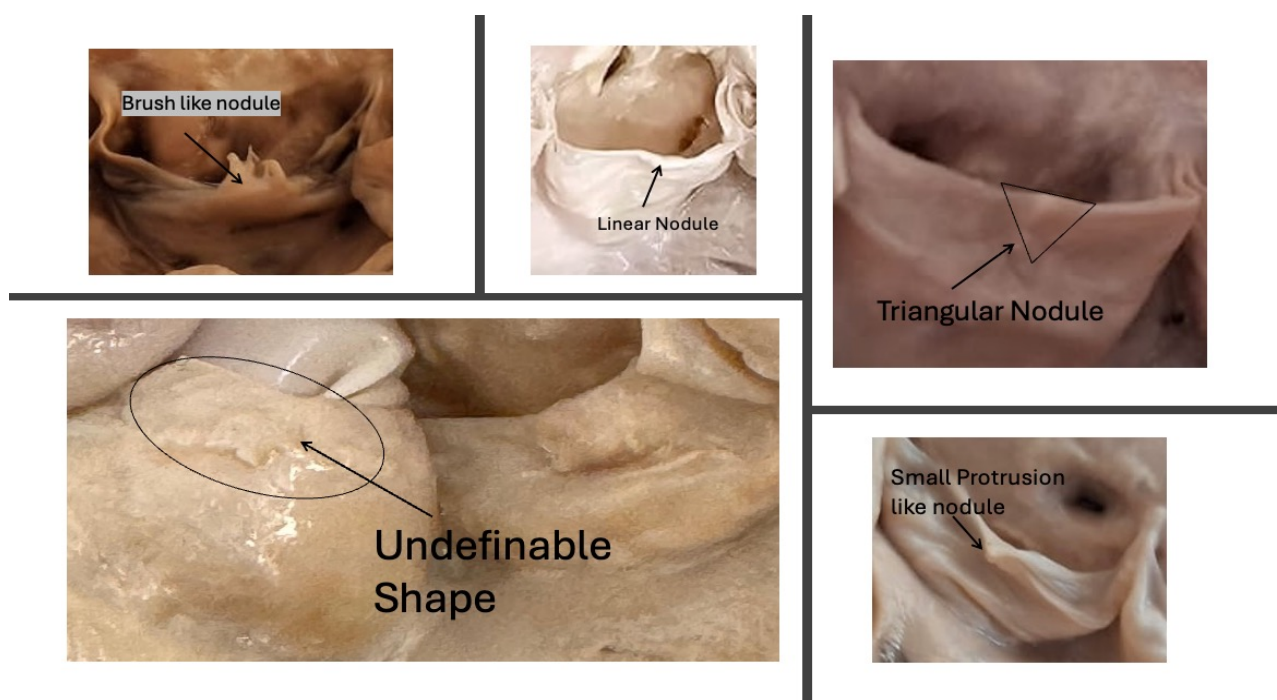 Brush like nodule
Linear Nodule
Triangular Nodule
Undefinable
Shape
Small Protrusion
like nodule